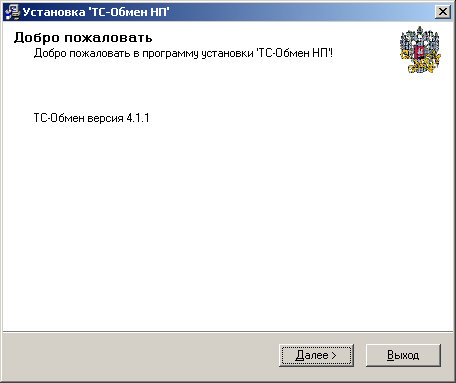 Установка 'ТС-Обмен НП'
Добро пожаловать
Добро пожаловать в программу установки 'ТС-Обмен НП'!
ТС-Обмен версия 4.1.1
Далее >
Выход